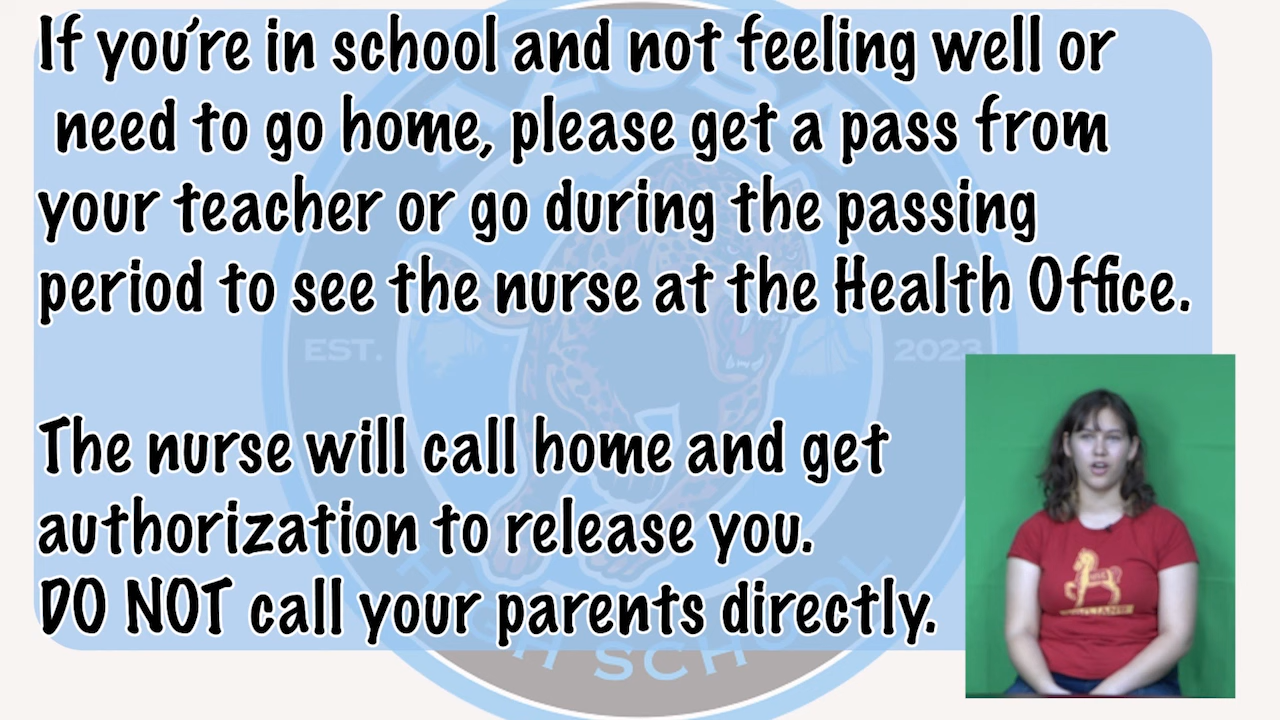 If you're in school and not feeling well or
need to go home, please get a pass from
your teacher or go during the passing
period to see the nurse at the Health Office.
EST. 2023
The nurse will call home and get
authorization to release you.
DO NOT call your parents directly.
HIGH SCHOOL